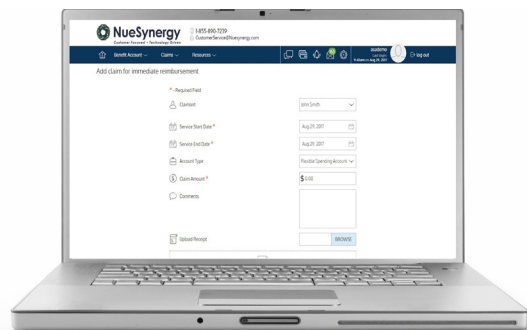 NueSynergy
Customer Focused • Technology Driven
1-855-890-7239
CustomerService@Nuesynergy.com
Benefit Account
Claims
Resources
academo
log out
Add claim for immediate reimbursement
* - Required Field
Claimant
John Smith
Service Start Date *
Aug 29, 2017
Service End Date *
Aug 29, 2017
Account Type
Flexible Spending Account
Claim Amount *
$ 0.00
Comments
Upload Receipt
BROWSE